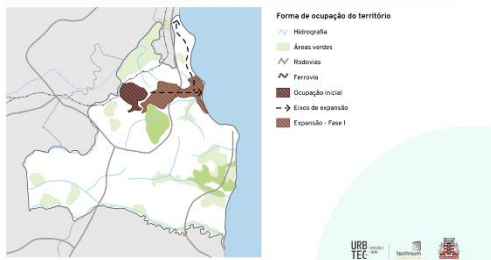 Forma de ocupação do território
Hidrografia
Áreas verdes
Rodovias
Ferrovia
Ocupação inicial
Eixos de expansão
Expansão - Fase I
URB
TEC
technum